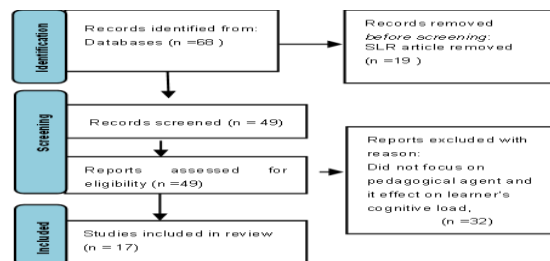 Identification
Records identified from:
Databases (n =68 )
Records removed
before screening:
SLR article removed
(n =19 )
Screening
Records screened (n = 49)
Reports assessed for
eligibility (n =49)
Reports excluded with
reason:
Did not focus on
pedagogical agent and
it effect on learner's
cognitive load,
(n =32)
Included
Studies included in review
(n = 17)